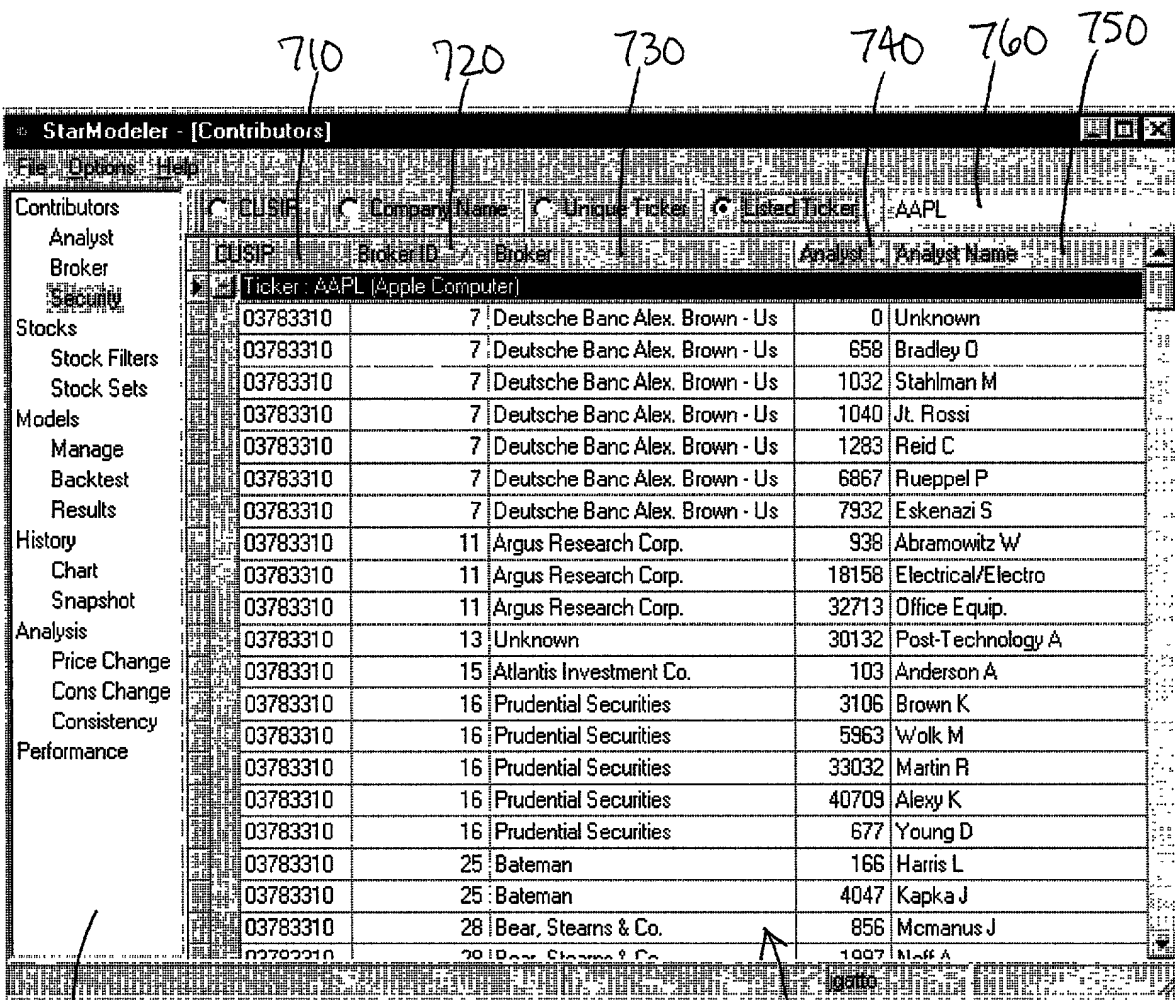 710 720 730 740 760 750
StarModeler - [Contributors]
File Options Help
Contributors
Analyst
Broker
Security
Stocks
Stock Filters
Stock Sets
Models
Manage
Backtest
Results
History
Chart
Snapshot
Analysis
Price Change
Cons Change
Consistency
Performance
CUSIP Company Name Unique Ticker Listed Ticker AAPL
CUSIP BrokerID Broker Analyst ... Analyst Name
Ticker : AAPL (Apple Computer)
03783310 7 Deutsche Banc Alex. Brown - Us 0 Unknown
03783310 7 Deutsche Banc Alex. Brown - Us 658 Bradley O
03783310 7 Deutsche Banc Alex. Brown - Us 1032 Stahlman M
03783310 7 Deutsche Banc Alex. Brown - Us 1040 Jt. Rossi
03783310 7 Deutsche Banc Alex. Brown - Us 1283 Reid C
03783310 7 Deutsche Banc Alex. Brown - Us 6867 Rueppel P
03783310 7 Deutsche Banc Alex. Brown - Us 7932 Eskenazi S
03783310 11 Argus Research Corp. 938 Abramowitz W
03783310 11 Argus Research Corp. 18158 Electrical/Electro
03783310 11 Argus Research Corp. 32713 Office Equip.
03783310 13 Unknown 30132 Post-Technology A
03783310 15 Atlantis Investment Co. 103 Anderson A
03783310 16 Prudential Securities 3106 Brown K
03783310 16 Prudential Securities 5963 Wolk M
03783310 16 Prudential Securities 33032 Martin R
03783310 16 Prudential Securities 40709 Alexy K
03783310 16 Prudential Securities 677 Young D
03783310 25 Bateman 166 Harris L
03783310 25 Bateman 4047 Kapka J
03783310 28 Bear, Stearns & Co. 856 Mcmanus J
03783310 28 Bear, Stearns & Co. 1997 Neff A
jgatto